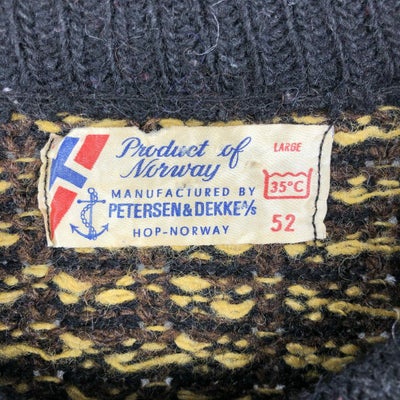 Product of
Norway
LARGE
MANUFACTURED BY
35°C
PETERSEN & DEKKE A/S
52
HOP-NORWAY